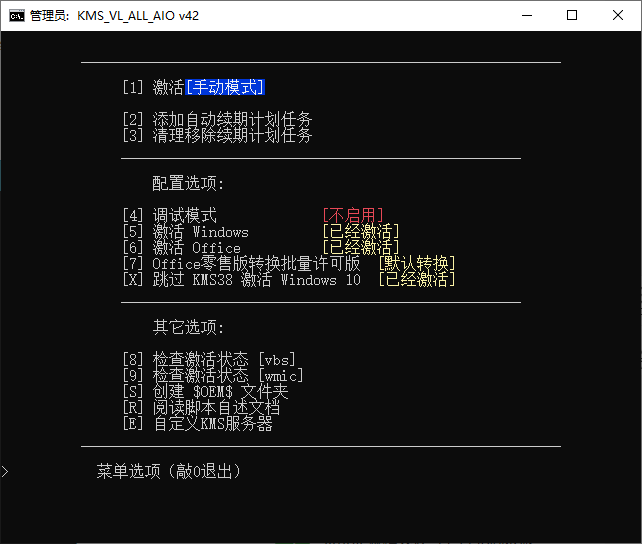 管理员: KMS_VL_ALL_AIO v42
[1] 激活[手动模式]
[2] 添加自动续期计划任务
[3] 清理移除续期计划任务
配置选项:
[4] 调试模式 [不启用]
[5] 激活 Windows [已经激活]
[6] 激活 Office [已经激活]
[7] Office零售版转换批量许可版 [默认转换]
[X] 跳过 KMS38 激活 Windows 10 [已经激活]
其它选项:
[8] 检查激活状态 [vbs]
[9] 检查激活状态 [wmic]
[S] 创建 $OEM$ 文件夹
[R] 阅读脚本自述文档
[E] 自定义KMS服务器
> 菜单选项（敲0退出）